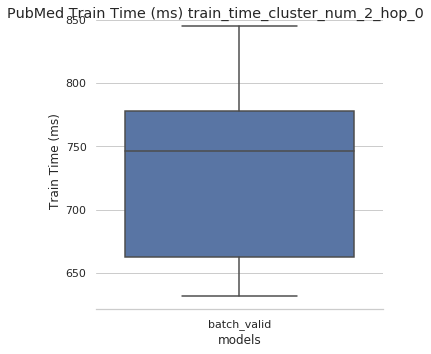 PubMed Train Time (ms) train_time_cluster_num_2_hop_0
850
800
750
700
650
Train Time (ms)
batch_valid
models